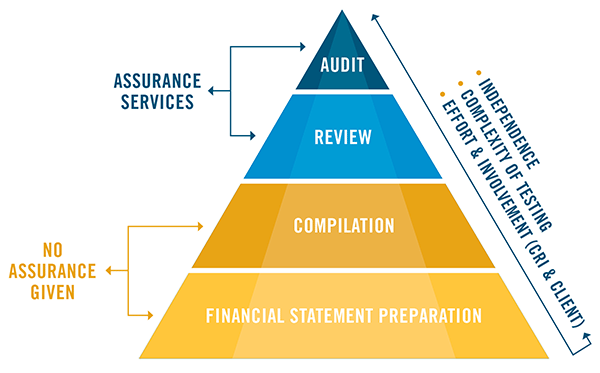 AUDIT
ASSURANCE
SERVICES
REVIEW
COMPILATION
NO
ASSURANCE
GIVEN
FINANCIAL STATEMENT PREPARATION
• INDEPENDENCE
• COMPLEXITY OF TESTING
• EFFORT & INVOLVEMENT (CRI & CLIENT)